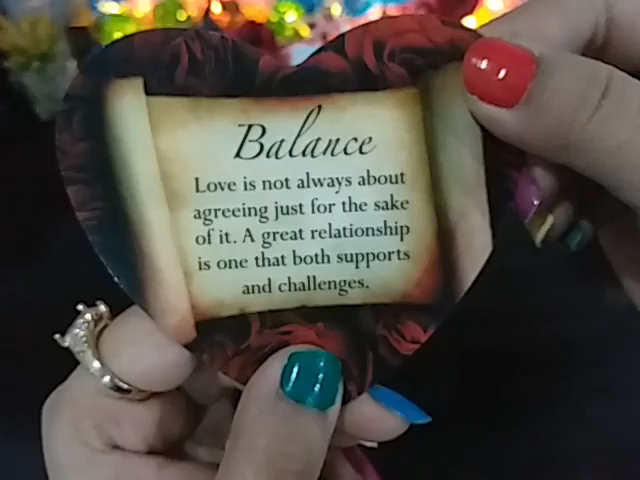 Balance
Love is not always about
agreeing just for the sake
of it. A great relationship
is one that both supports
and challenges.